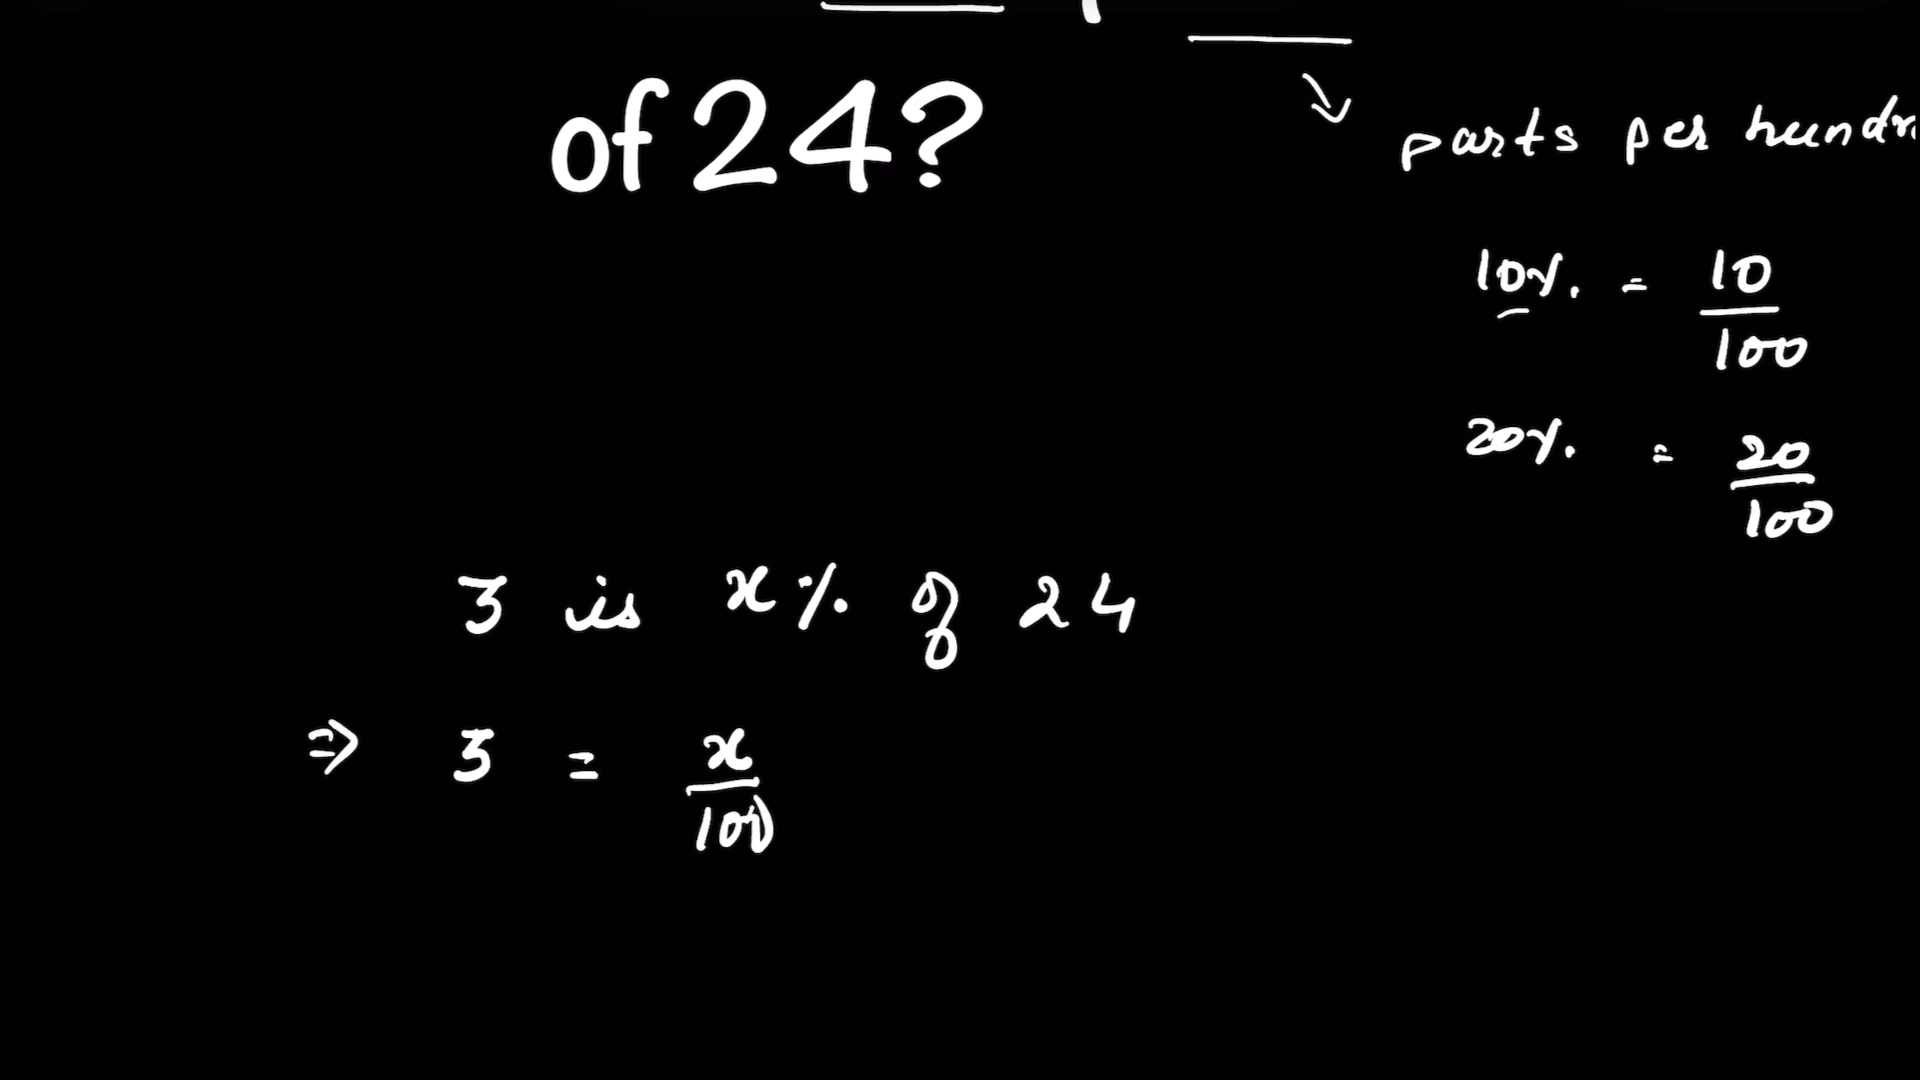 of 24?
parts per hundr
10% = 10/100
20% = 20/100
3 is x% of 24
⇒ 3 = x/100